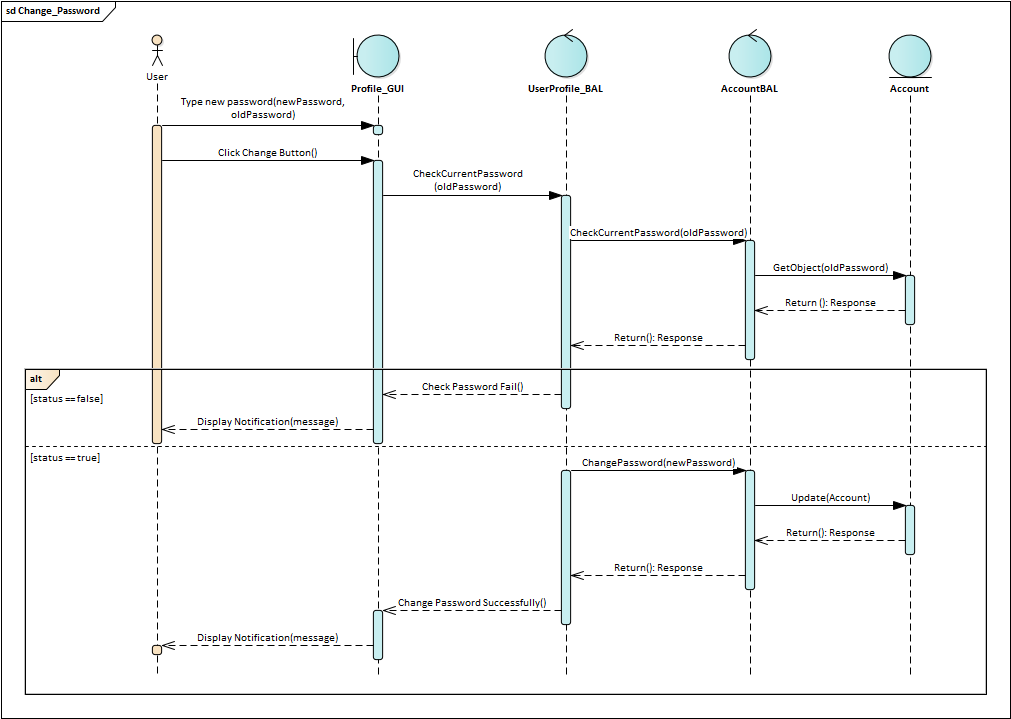 sd Change_Password
User
Profile_GUI
UserProfile_BAL
AccountBAL
Account
Type new password(newPassword,
oldPassword)
Click Change Button()
CheckCurrentPassword
(oldPassword)
CheckCurrentPassword(oldPassword)
GetObject(oldPassword)
Return (): Response
Return(): Response
alt
[status ==false]
Check Password Fail()
Display Notification(message)
[status ==true]
ChangePassword(newPassword)
Update(Account)
Return(): Response
Return(): Response
Change Password Successfully()
Display Notification(message)